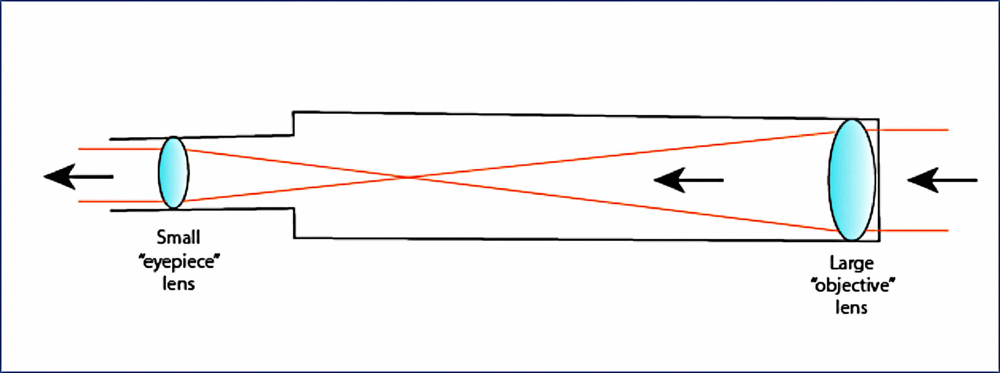 Small
"eyepiece"
lens
Large
"objective"
lens